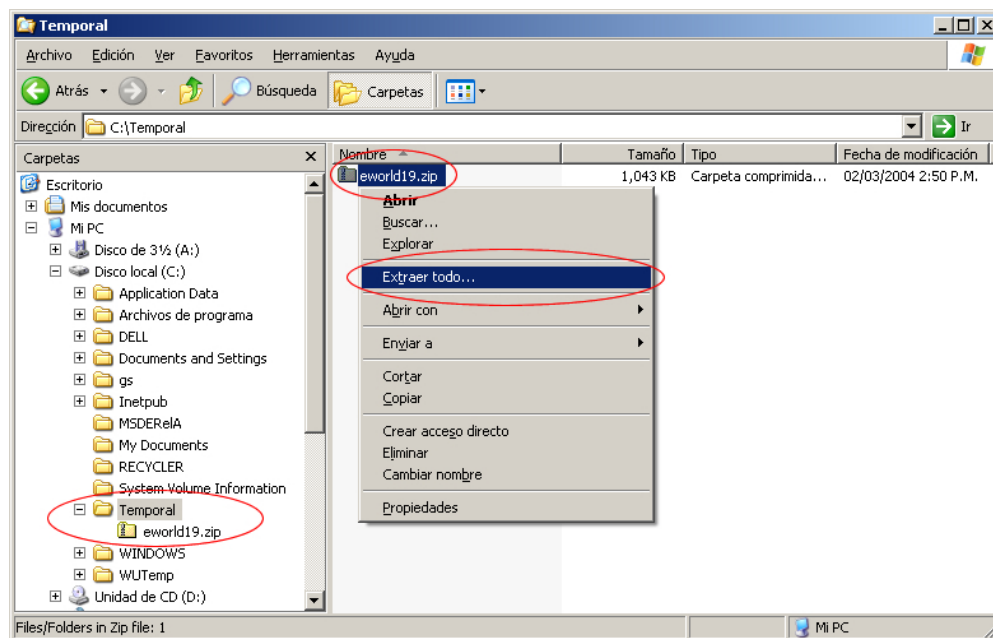 Temporal
Archivo Edición Ver Favoritos Herramientas Ayuda
Atrás Búsqueda Carpetas
Dirección C:\Temporal Ir
Carpetas
Nombre Tamaño Tipo Fecha de modificación
eworld19.zip 1,043 KB Carpeta comprimida... 02/03/2004 2:50 P.M.
Escritorio
Mis documentos
Mi PC
Disco de 3½ (A:)
Disco local (C:)
Application Data
Archivos de programa
DELL
Documents and Settings
gs
Inetpub
MSDERelA
My Documents
RECYCLER
System Volume Information
Temporal
eworld19.zip
WINDOWS
WUTemp
Unidad de CD (D:)
Abrir
Buscar...
Explorar
Extraer todo...
Abrir con
Enviar a
Cortar
Copiar
Crear acceso directo
Eliminar
Cambiar nombre
Propiedades
Files/Folders in Zip file: 1
Mi PC